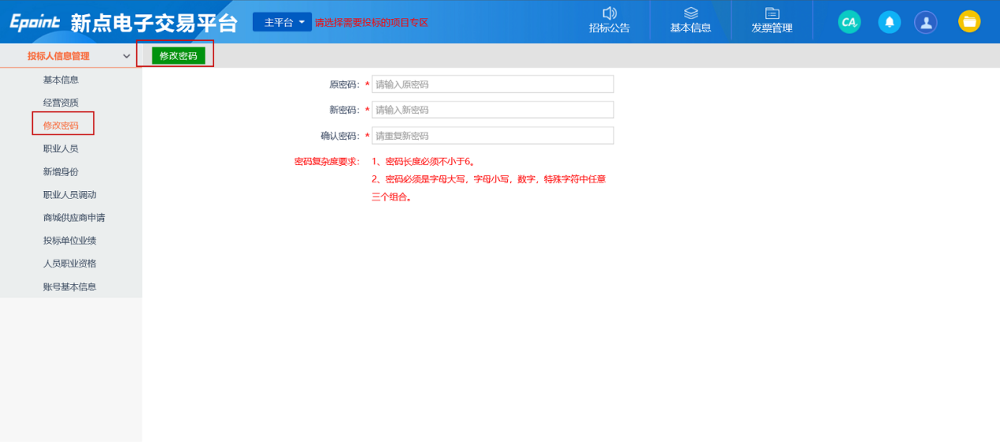 Epoint 新点电子交易平台
主平台
请选择需要投标的项目专区
招标公告
基本信息
发票管理
CA
投标人信息管理
修改密码
基本信息
经营资质
修改密码
职业人员
新增身份
职业人员调动
商城供应商申请
投标单位业绩
人员职业资格
账号基本信息
原密码：* 请输入原密码
新密码：* 请输入新密码
确认密码：* 请重复新密码
密码复杂度要求： 1、密码长度必须不小于6。
2、密码必须是字母大写，字母小写，数字，特殊字符中任意
三个组合。